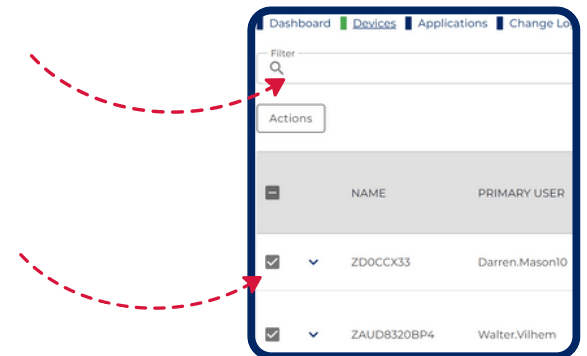 Dashboard Devices Applications Change Lo
Filter
Actions
NAME PRIMARY USER
ZD0CCX33 Darren.Mason10
ZAUD8320BP4 Walter.Vilhem